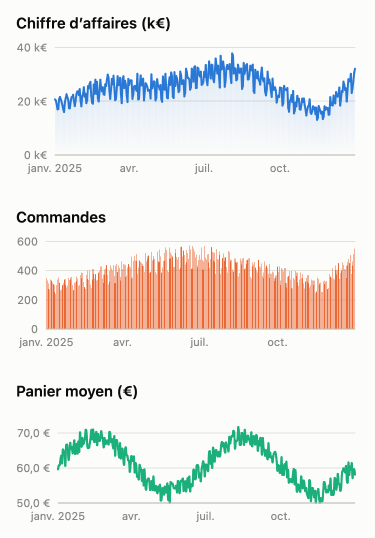 Chiffre d’affaires (k€)
40 k€
20 k€
0 k€
janv. 2025 avr. juil. oct.
Commandes
600
400
200
0
janv. 2025 avr. juil. oct.
Panier moyen (€)
70,0 €
60,0 €
50,0 €
janv. 2025 avr. juil. oct.